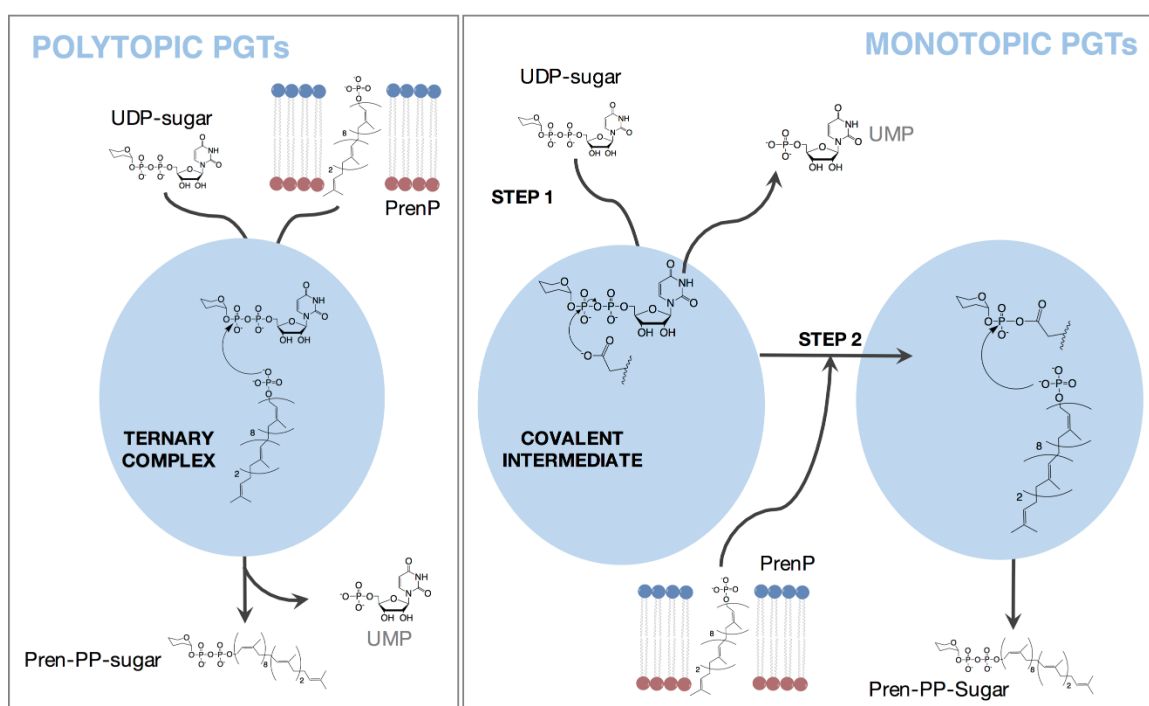 POLYTOPIC PGTs
UDP-sugar
PrenP
TERNARY
COMPLEX
UMP
Pren-PP-sugar
MONOTOPIC PGTs
UDP-sugar
UMP
STEP 1
STEP 2
COVALENT
INTERMEDIATE
PrenP
Pren-PP-Sugar